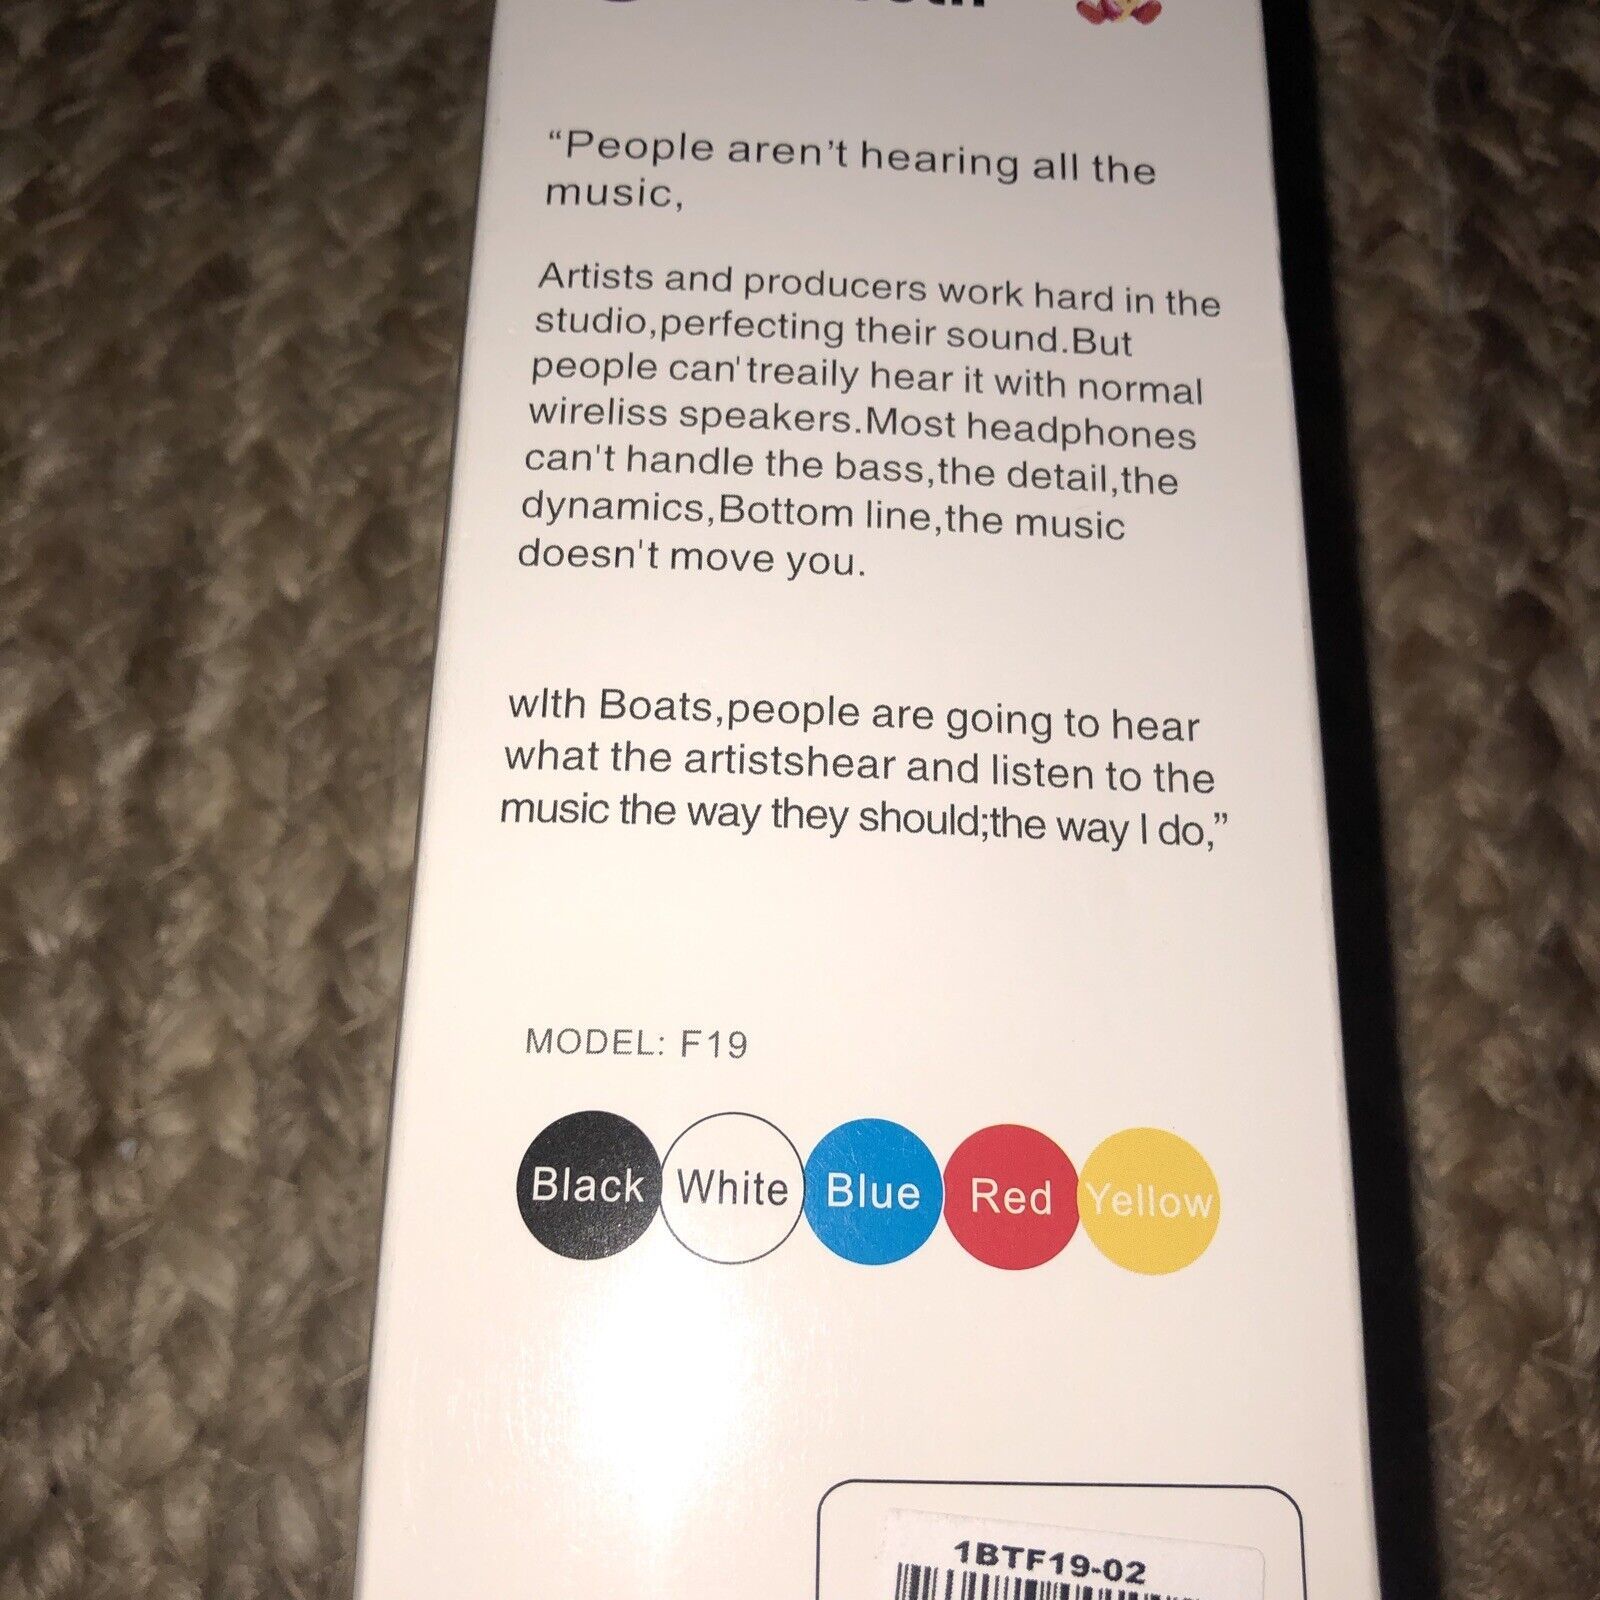 “People aren’t hearing all the
music,
Artists and producers work hard in the
studio,perfecting their sound.But
people can'treaily hear it with normal
wireliss speakers.Most headphones
can't handle the bass,the detail,the
dynamics,Bottom line,the music
doesn't move you.
wIth Boats,people are going to hear
what the artistshear and listen to the
music the way they should;the way I do,”
MODEL: F19
Black White Blue Red Yellow
1BTF19-02